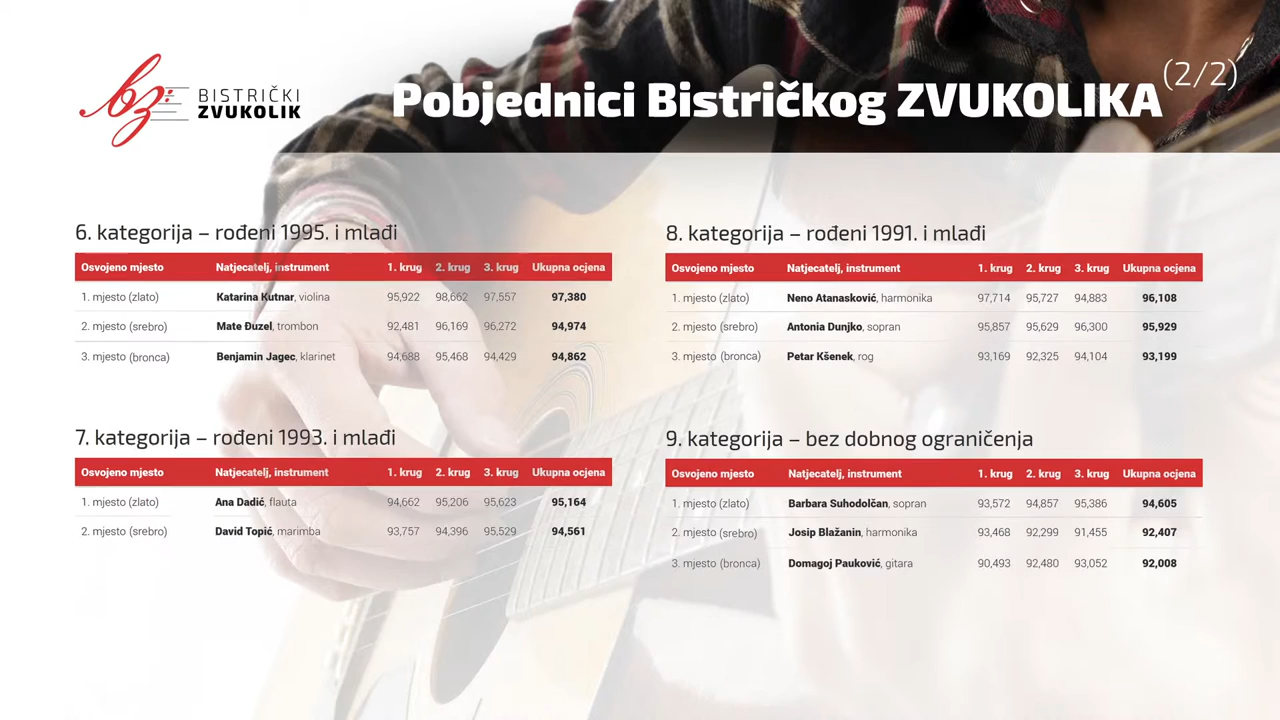 BISTRIČKI
ZVUKOLIK
Pobjednici Bistričkog ZVUKOLIKA (2/2)
6. kategorija – rođeni 1995. i mlađi
Osvojeno mjesto Natjecatelj, instrument 1. krug 2. krug 3. krug Ukupna ocjena
1. mjesto (zlato) Katarina Kutnar, violina 95,922 98,662 97,557 97,380
2. mjesto (srebro) Mate Đuzel, trombon 92,481 96,169 96,272 94,974
3. mjesto (bronca) Benjamin Jagec, klarinet 94,688 95,468 94,429 94,862
7. kategorija – rođeni 1993. i mlađi
Osvojeno mjesto Natjecatelj, instrument 1. krug 2. krug 3. krug Ukupna ocjena
1. mjesto (zlato) Ana Dadić, flauta 94,662 95,206 95,623 95,164
2. mjesto (srebro) David Topić, marimba 93,757 94,396 95,529 94,561
8. kategorija – rođeni 1991. i mlađi
Osvojeno mjesto Natjecatelj, instrument 1. krug 2. krug 3. krug Ukupna ocjena
1. mjesto (zlato) Neno Atanasković, harmonika 97,714 95,727 94,883 96,108
2. mjesto (srebro) Antonia Dunjko, sopran 95,857 95,629 96,300 95,929
3. mjesto (bronca) Petar Kšenek, rog 93,169 92,325 94,104 93,199
9. kategorija – bez dobnog ograničenja
Osvojeno mjesto Natjecatelj, instrument 1. krug 2. krug 3. krug Ukupna ocjena
1. mjesto (zlato) Barbara Suhodolčan, sopran 93,572 94,857 95,386 94,605
2. mjesto (srebro) Josip Blažanin, harmonika 93,468 92,299 91,455 92,407
3. mjesto (bronca) Domagoj Pauković, gitara 90,493 92,480 93,052 92,008